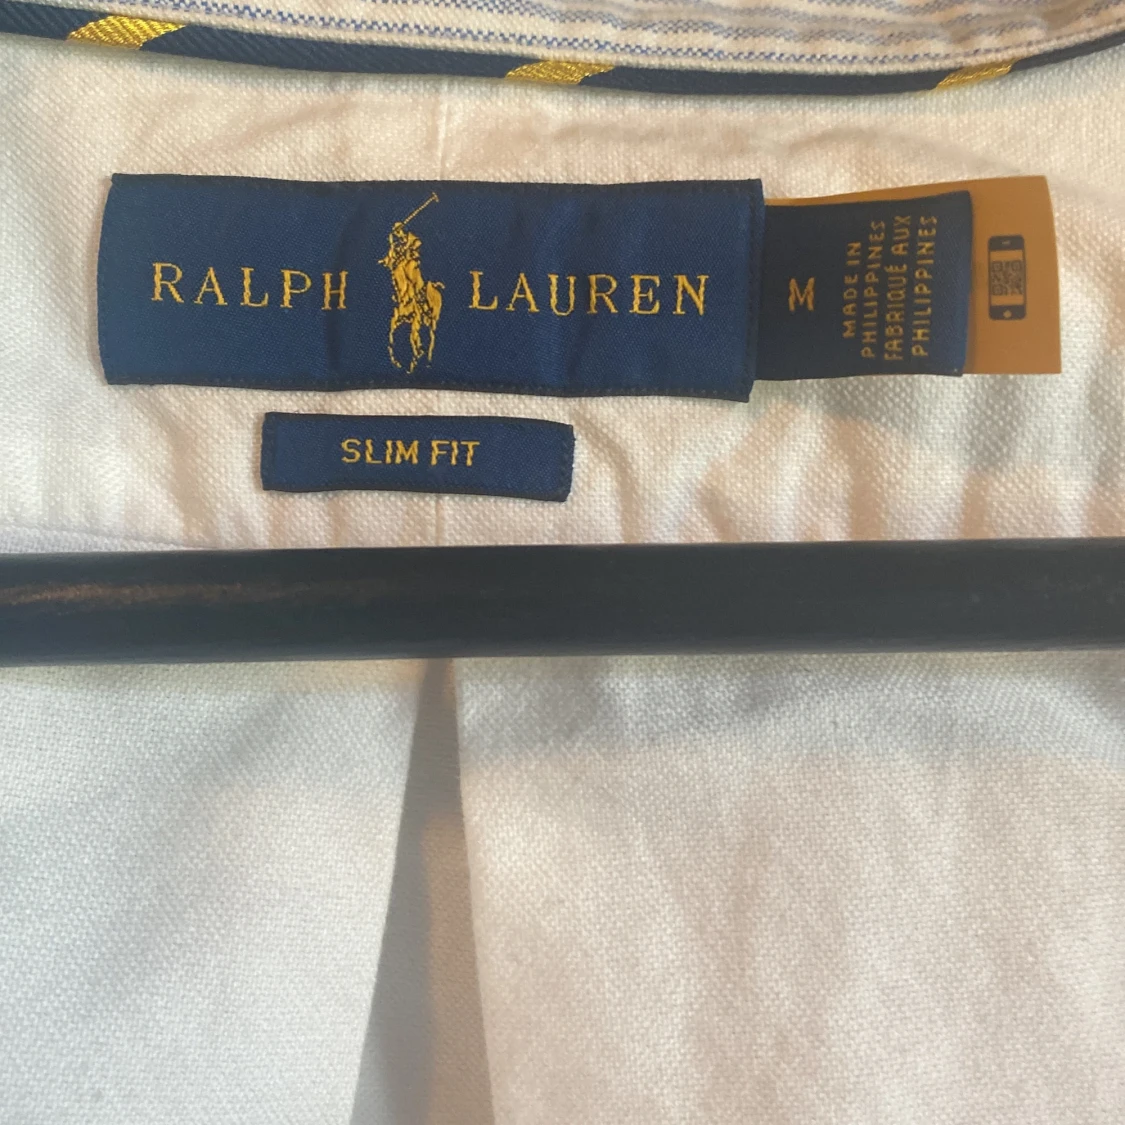 RALPH LAUREN
M
MADE IN
PHILIPPINES
FABRIQUÉ AUX
PHILIPPINES
SLIM FIT